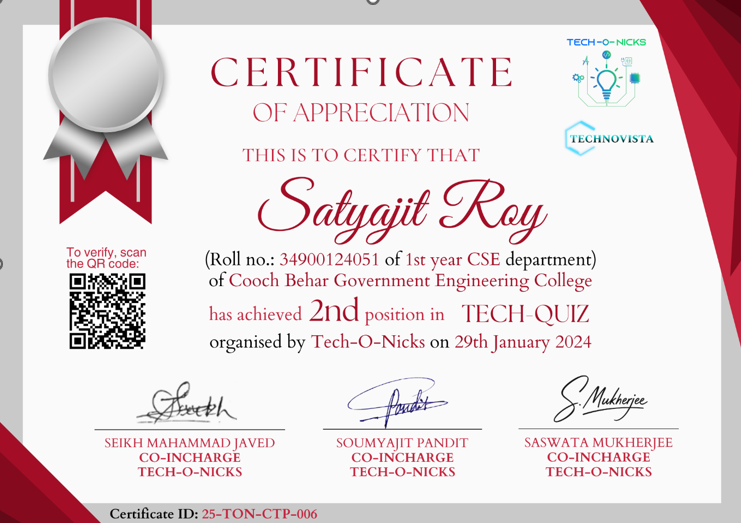 TECH-O-NICKS
TECHNOVISTA
CERTIFICATE
OF APPRECIATION
THIS IS TO CERTIFY THAT
Satyajit Roy
To verify, scan
the QR code:
(Roll no.: 34900124051 of 1st year CSE department)
of Cooch Behar Government Engineering College
has achieved 2nd position in TECH-QUIZ
organised by Tech-O-Nicks on 29th January 2024
Pandit
S. Mukherjee
SEIKH MAHAMMAD JAVED
CO-INCHARGE
TECH-O-NICKS
SOUMYAJIT PANDIT
CO-INCHARGE
TECH-O-NICKS
SASWATA MUKHERJEE
CO-INCHARGE
TECH-O-NICKS
Certificate ID: 25-TON-CTP-006